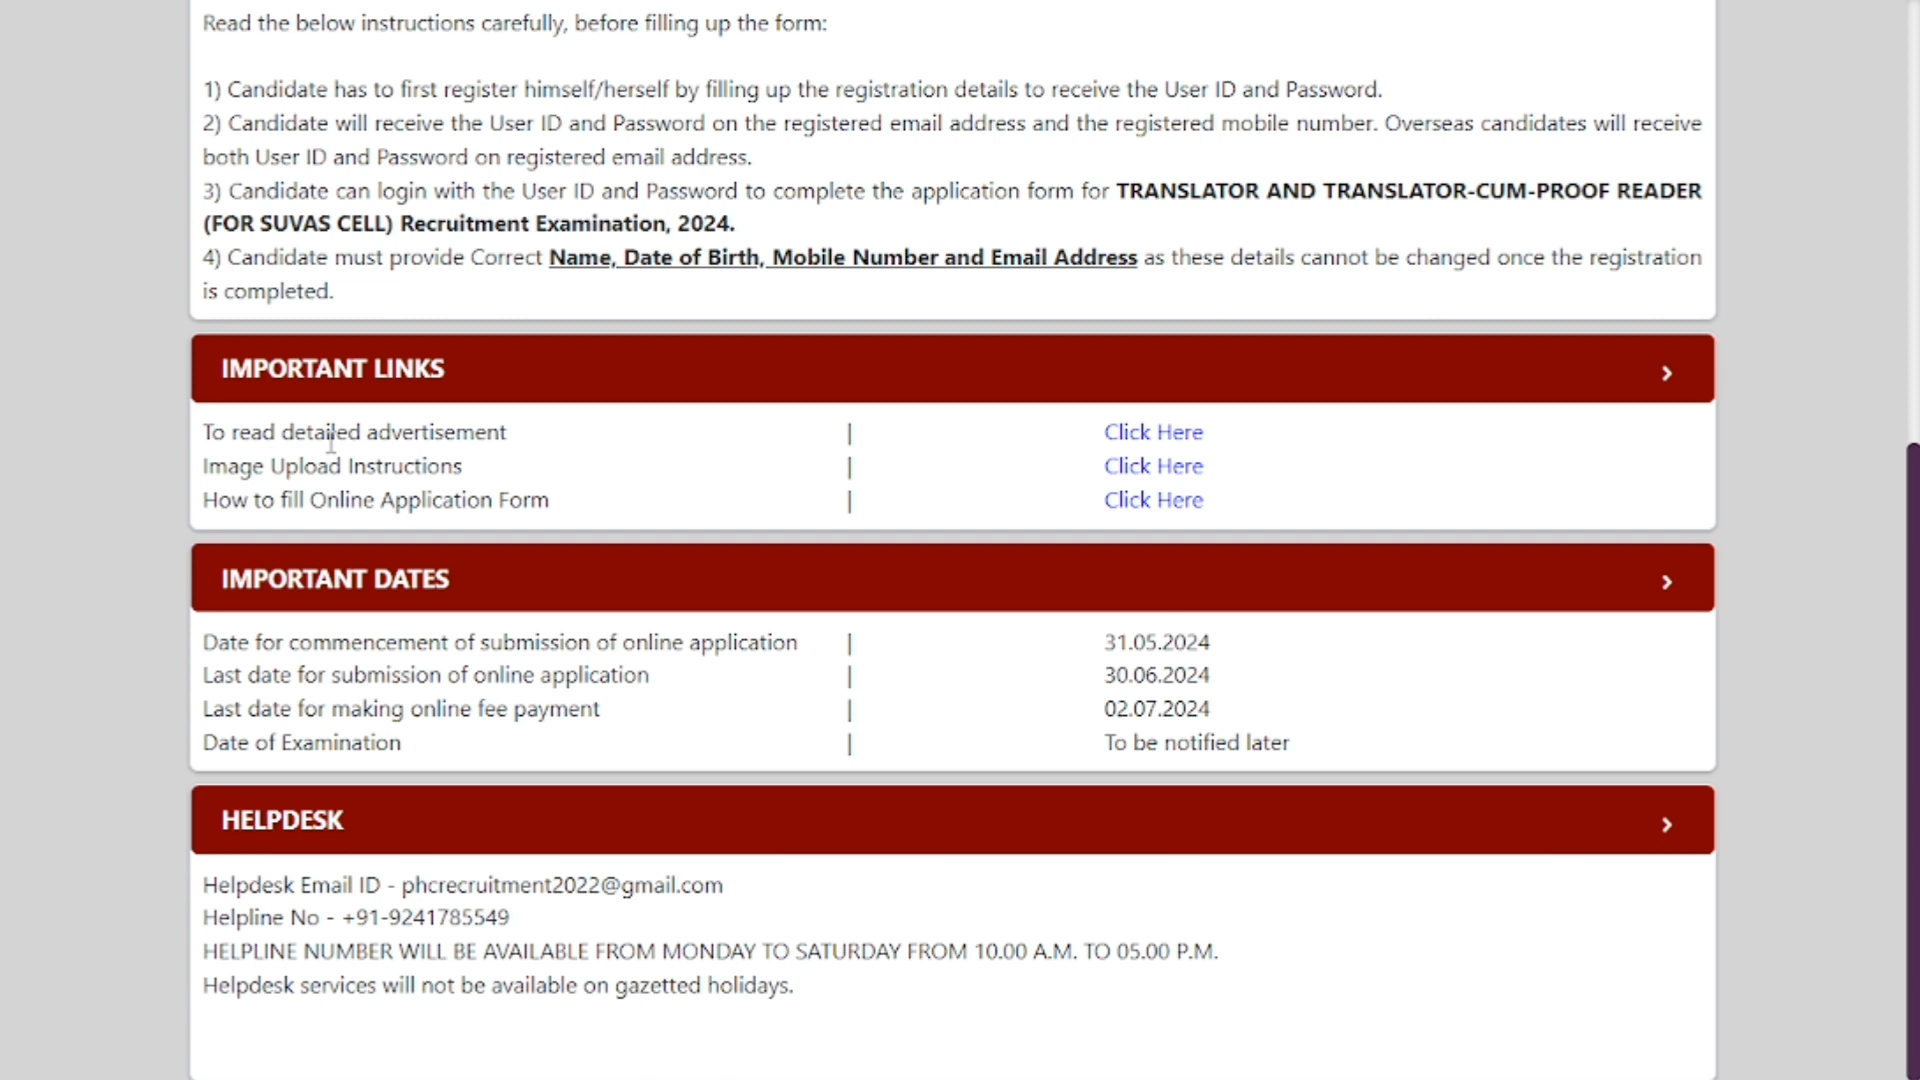 Read the below instructions carefully, before filling up the form:
1) Candidate has to first register himself/herself by filling up the registration details to receive the User ID and Password.
2) Candidate will receive the User ID and Password on the registered email address and the registered mobile number. Overseas candidates will receive
both User ID and Password on registered email address.
3) Candidate can login with the User ID and Password to complete the application form for TRANSLATOR AND TRANSLATOR-CUM-PROOF READER
(FOR SUVAS CELL) Recruitment Examination, 2024.
4) Candidate must provide Correct Name, Date of Birth, Mobile Number and Email Address as these details cannot be changed once the registration
is completed.
IMPORTANT LINKS
To read detailed advertisement | Click Here
Image Upload Instructions | Click Here
How to fill Online Application Form | Click Here
IMPORTANT DATES
Date for commencement of submission of online application | 31.05.2024
Last date for submission of online application | 30.06.2024
Last date for making online fee payment | 02.07.2024
Date of Examination | To be notified later
HELPDESK
Helpdesk Email ID - phcrecruitment2022@gmail.com
Helpline No - +91-9241785549
HELPLINE NUMBER WILL BE AVAILABLE FROM MONDAY TO SATURDAY FROM 10.00 A.M. TO 05.00 P.M.
Helpdesk services will not be available on gazetted holidays.